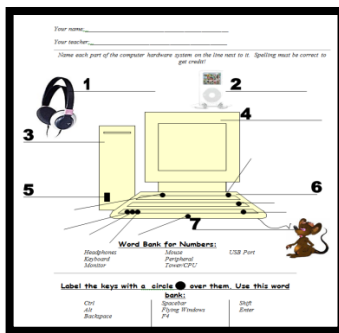 Your name:
Your teacher:
Name each part of the computer hardware system on the line next to it. Spelling must be correct to
get credit!
1
2
3
4
5
6
7
Word Bank for Numbers:
Headphones Mouse USB Port
Keyboard Peripheral
Monitor Tower/CPU
Label the keys with a circle over them. Use this word
bank:
Ctrl Spacebar Shift
Alt Flying Windows Enter
Backspace F4